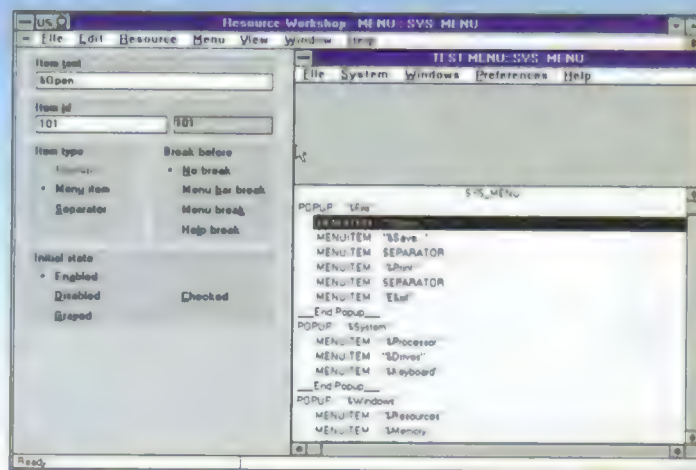 Resource Workshop MENU : SYS_MENU
File Edit Resource Menu View Window Help
Item text
&Open
Item id
101 101
Item type
Menu item
Separator
Break before
No break
Menu bar break
Menu break
Help break
Initial state
Enabled
Disabled
Grayed
Checked
TEST MENU: SYS_MENU
File System Windows Preferences Help
SYS_MENU
POPUP "&File"
MENUITEM "&Save..."
MENUITEM SEPARATOR
MENUITEM "&Print"
MENUITEM SEPARATOR
MENUITEM "E&xit"
__End Popup__
POPUP "&System"
MENUITEM "&Processor"
MENUITEM "&Drives"
MENUITEM "&Keyboard"
__End Popup__
POPUP "&Windows"
MENUITEM "&Resources"
MENUITEM "&Memory"
Ready